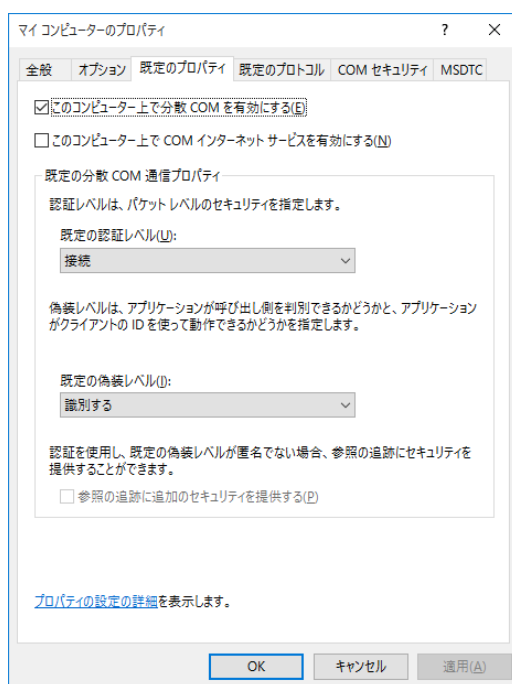 マイ コンピューターのプロパティ
全般 オプション 既定のプロパティ 既定のプロトコル COM セキュリティ MSDTC
このコンピューター上で分散 COM を有効にする(E)
このコンピューター上で COM インターネット サービスを有効にする(N)
既定の分散 COM 通信プロパティ
認証レベルは、パケット レベルのセキュリティを指定します。
既定の認証レベル(U):
接続
偽装レベルは、アプリケーションが呼び出し側を判別できるかどうかと、アプリケーション
がクライアントの ID を使って動作できるかどうかを指定します。
既定の偽装レベル(I):
識別する
認証を使用し、既定の偽装レベルが匿名でない場合、参照の追跡にセキュリティを
提供することができます。
参照の追跡に追加のセキュリティを提供する(P)
プロパティの設定の詳細を表示します。
OK キャンセル 適用(A)